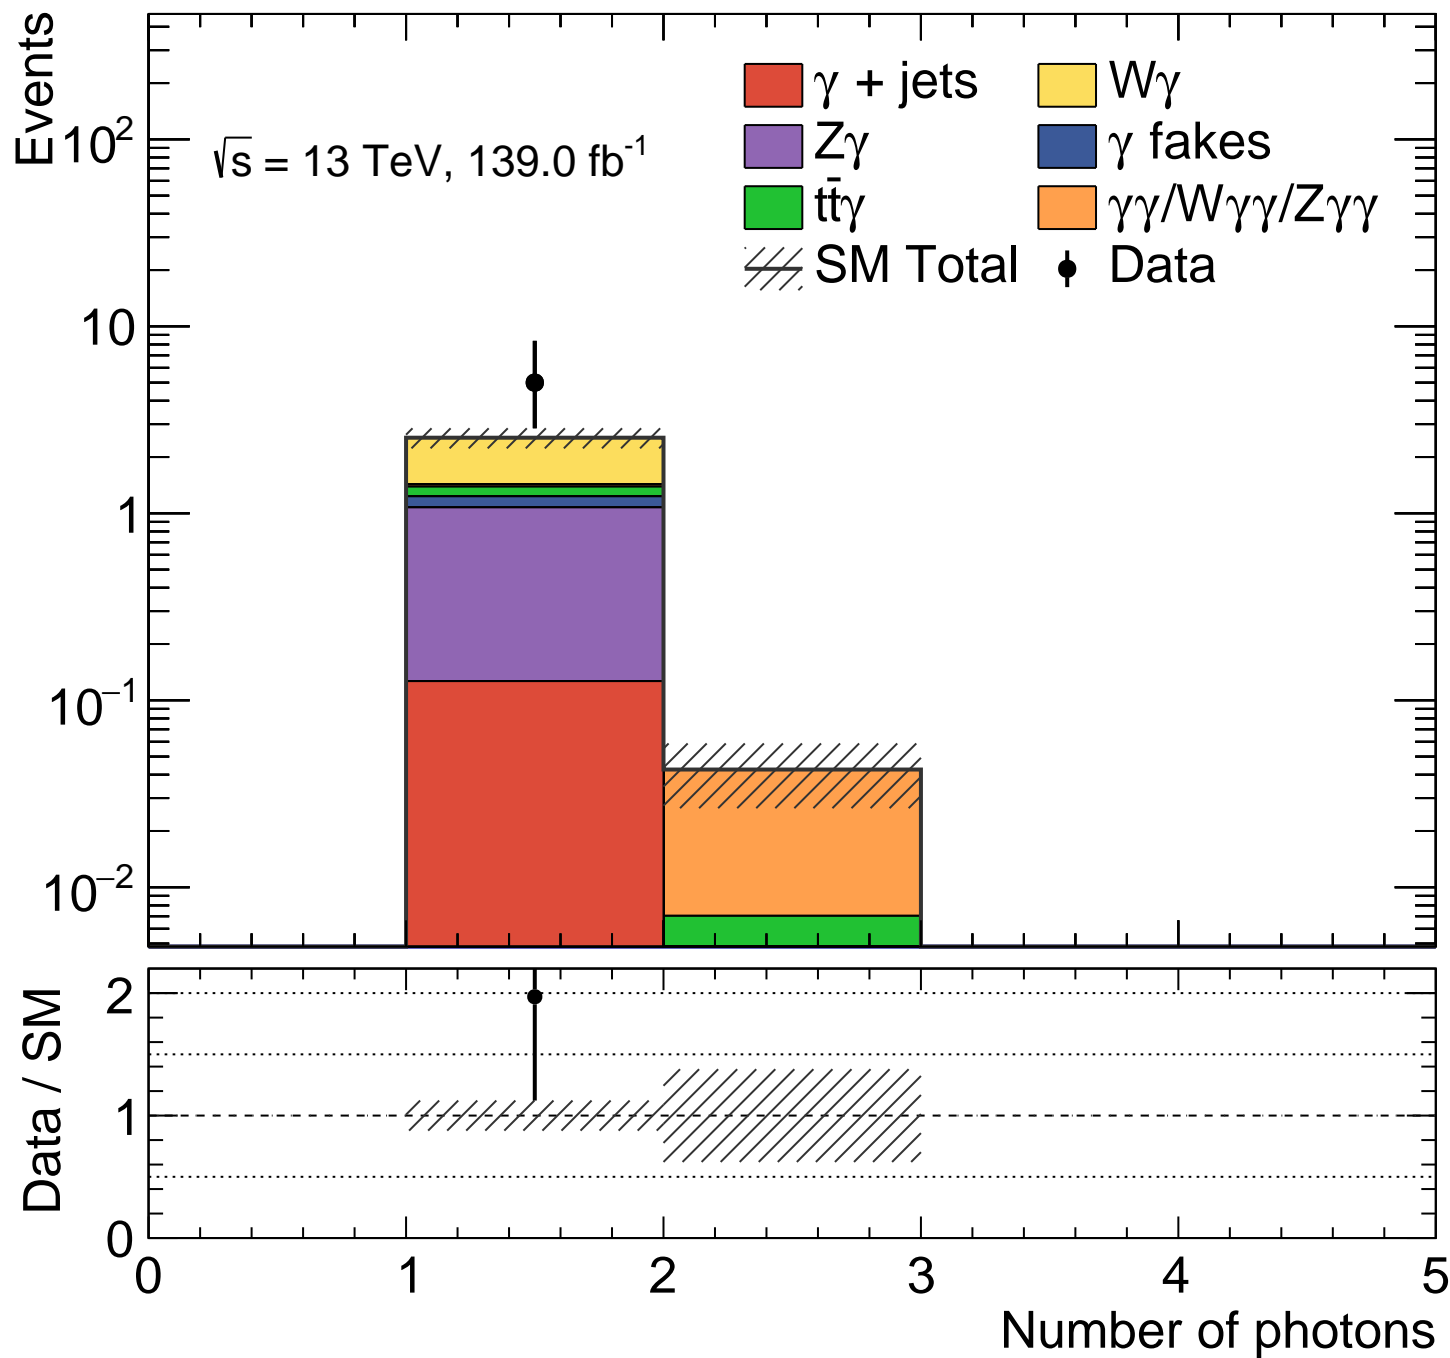 Events
10²
10
1
10⁻¹
10⁻²
√s = 13 TeV, 139.0 fb⁻¹
γ + jets
Wγ
Zγ
γ fakes
tt̄γ
γγ/Wγγ/Zγγ
SM Total
Data
Data / SM
2
1
0
0 1 2 3 4 5
Number of photons